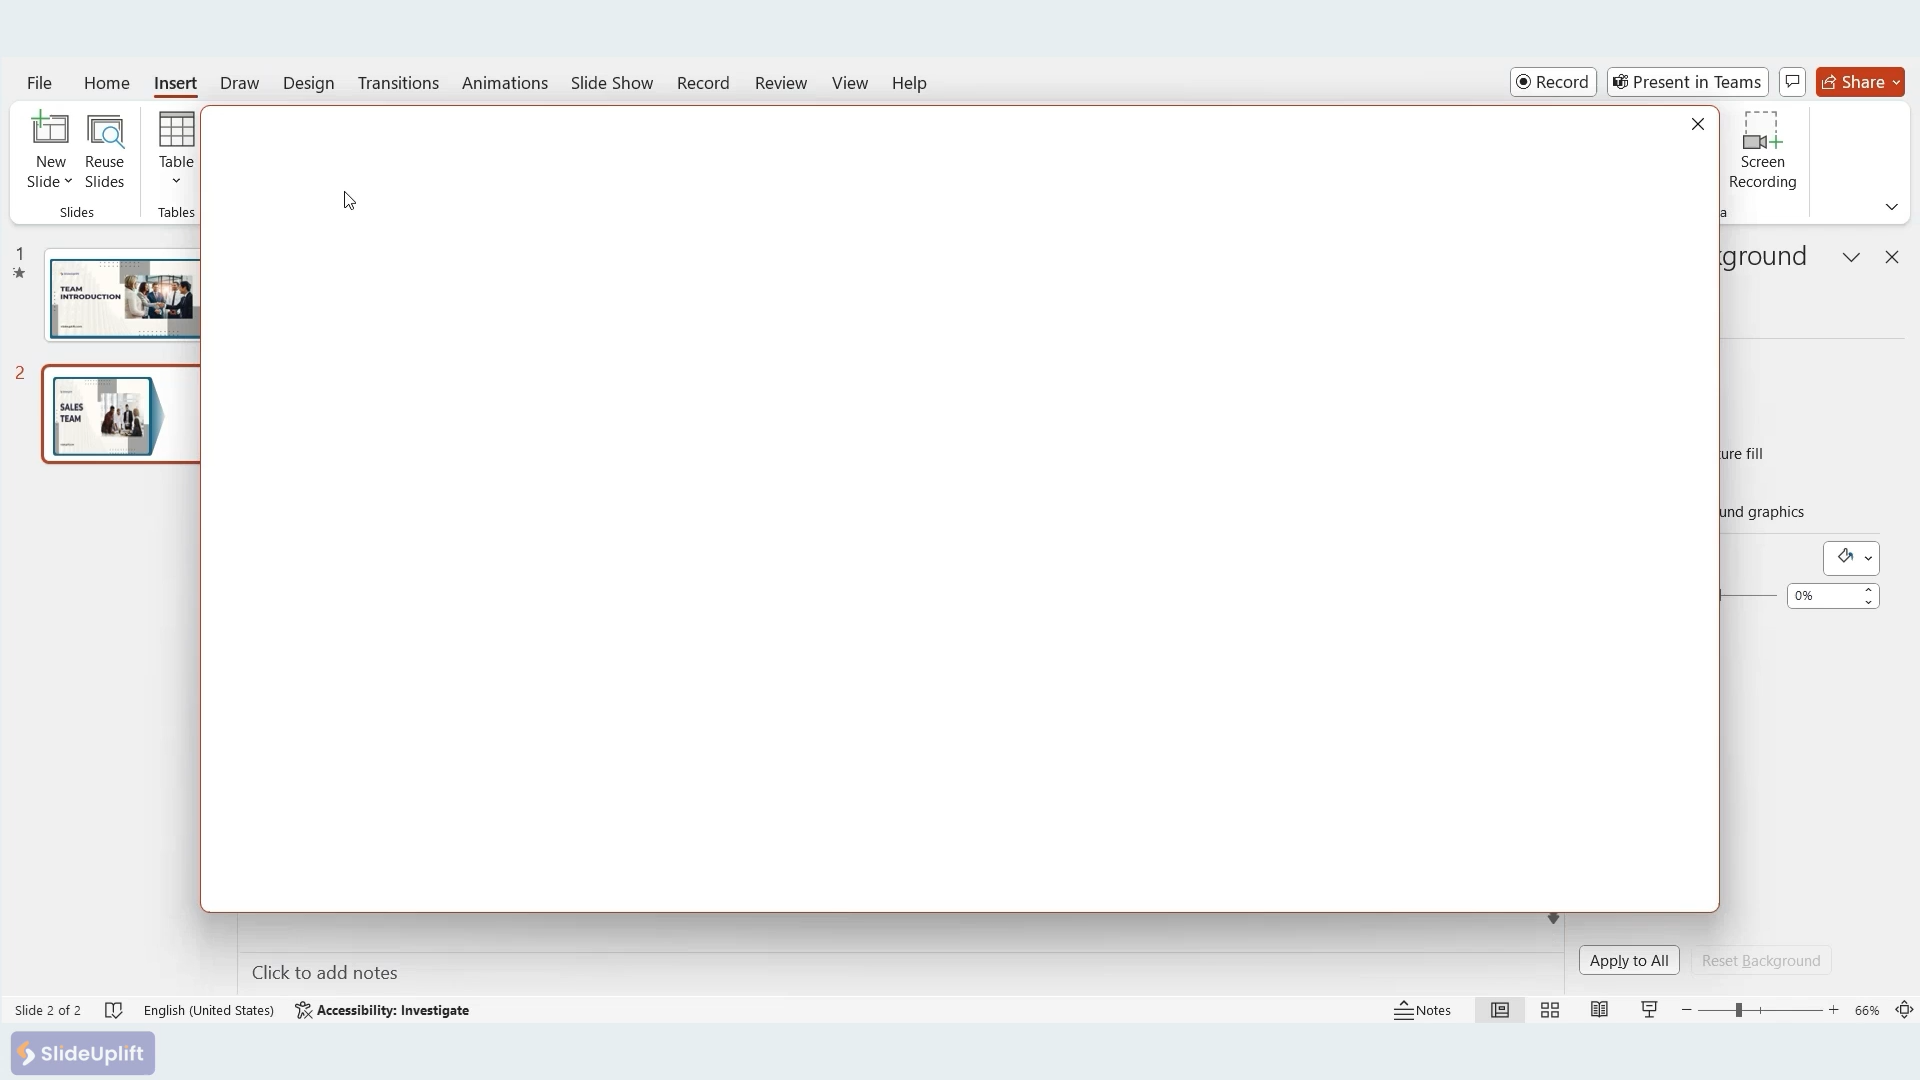 File Home Insert Draw Design Transitions Animations Slide Show Record Review View Help
Record Present in Teams Share
New Slide
Reuse Slides
Table
Screen Recording
Slides
Tables
a
1
TEAM
INTRODUCTION
2
SALES
TEAM
kground
ture fill
und graphics
0%
Apply to All Reset Background
Click to add notes
Slide 2 of 2 English (United States) Accessibility: Investigate Notes 66%
SlideUplift